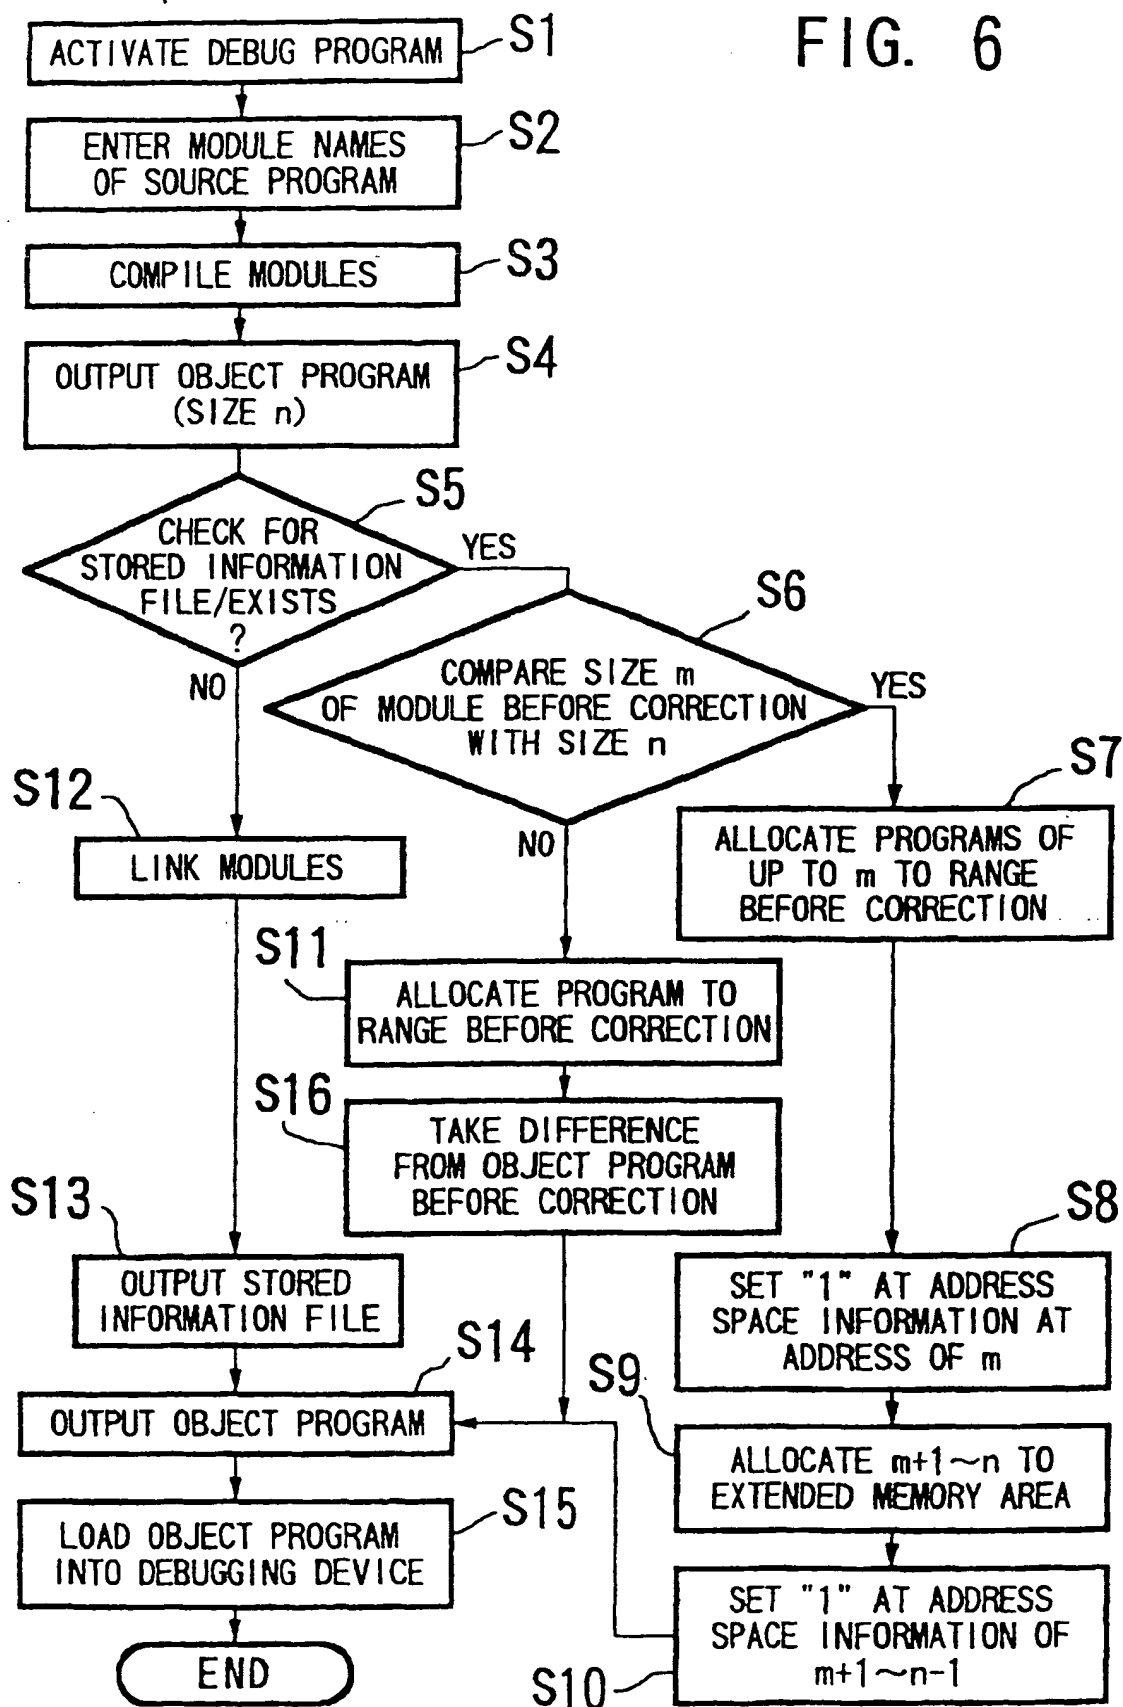 FIG. 6
ACTIVATE DEBUG PROGRAM
S1
ENTER MODULE NAMES
OF SOURCE PROGRAM
S2
COMPILE MODULES
S3
OUTPUT OBJECT PROGRAM
(SIZE n)
S4
CHECK FOR
STORED INFORMATION
FILE/EXISTS
?
S5
YES
NO
COMPARE SIZE m
OF MODULE BEFORE CORRECTION
WITH SIZE n
S6
YES
NO
S7
ALLOCATE PROGRAMS OF
UP TO m TO RANGE
BEFORE CORRECTION
S12
LINK MODULES
S11
ALLOCATE PROGRAM TO
RANGE BEFORE CORRECTION
S16
TAKE DIFFERENCE
FROM OBJECT PROGRAM
BEFORE CORRECTION
S13
OUTPUT STORED
INFORMATION FILE
S8
SET "1" AT ADDRESS
SPACE INFORMATION AT
ADDRESS OF m
S14
OUTPUT OBJECT PROGRAM
S9
ALLOCATE m+1~n TO
EXTENDED MEMORY AREA
S15
LOAD OBJECT PROGRAM
INTO DEBUGGING DEVICE
SET "1" AT ADDRESS
SPACE INFORMATION OF
m+1~n-1
S10
END